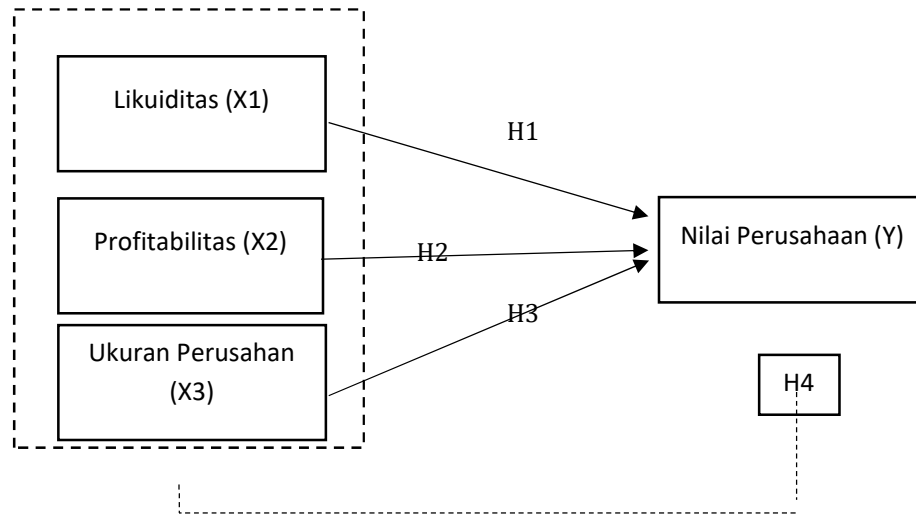 Likuiditas (X1)
H1
Profitabilitas (X2)
H2
Nilai Perusahaan (Y)
H3
Ukuran Perusahan
(X3)
H4